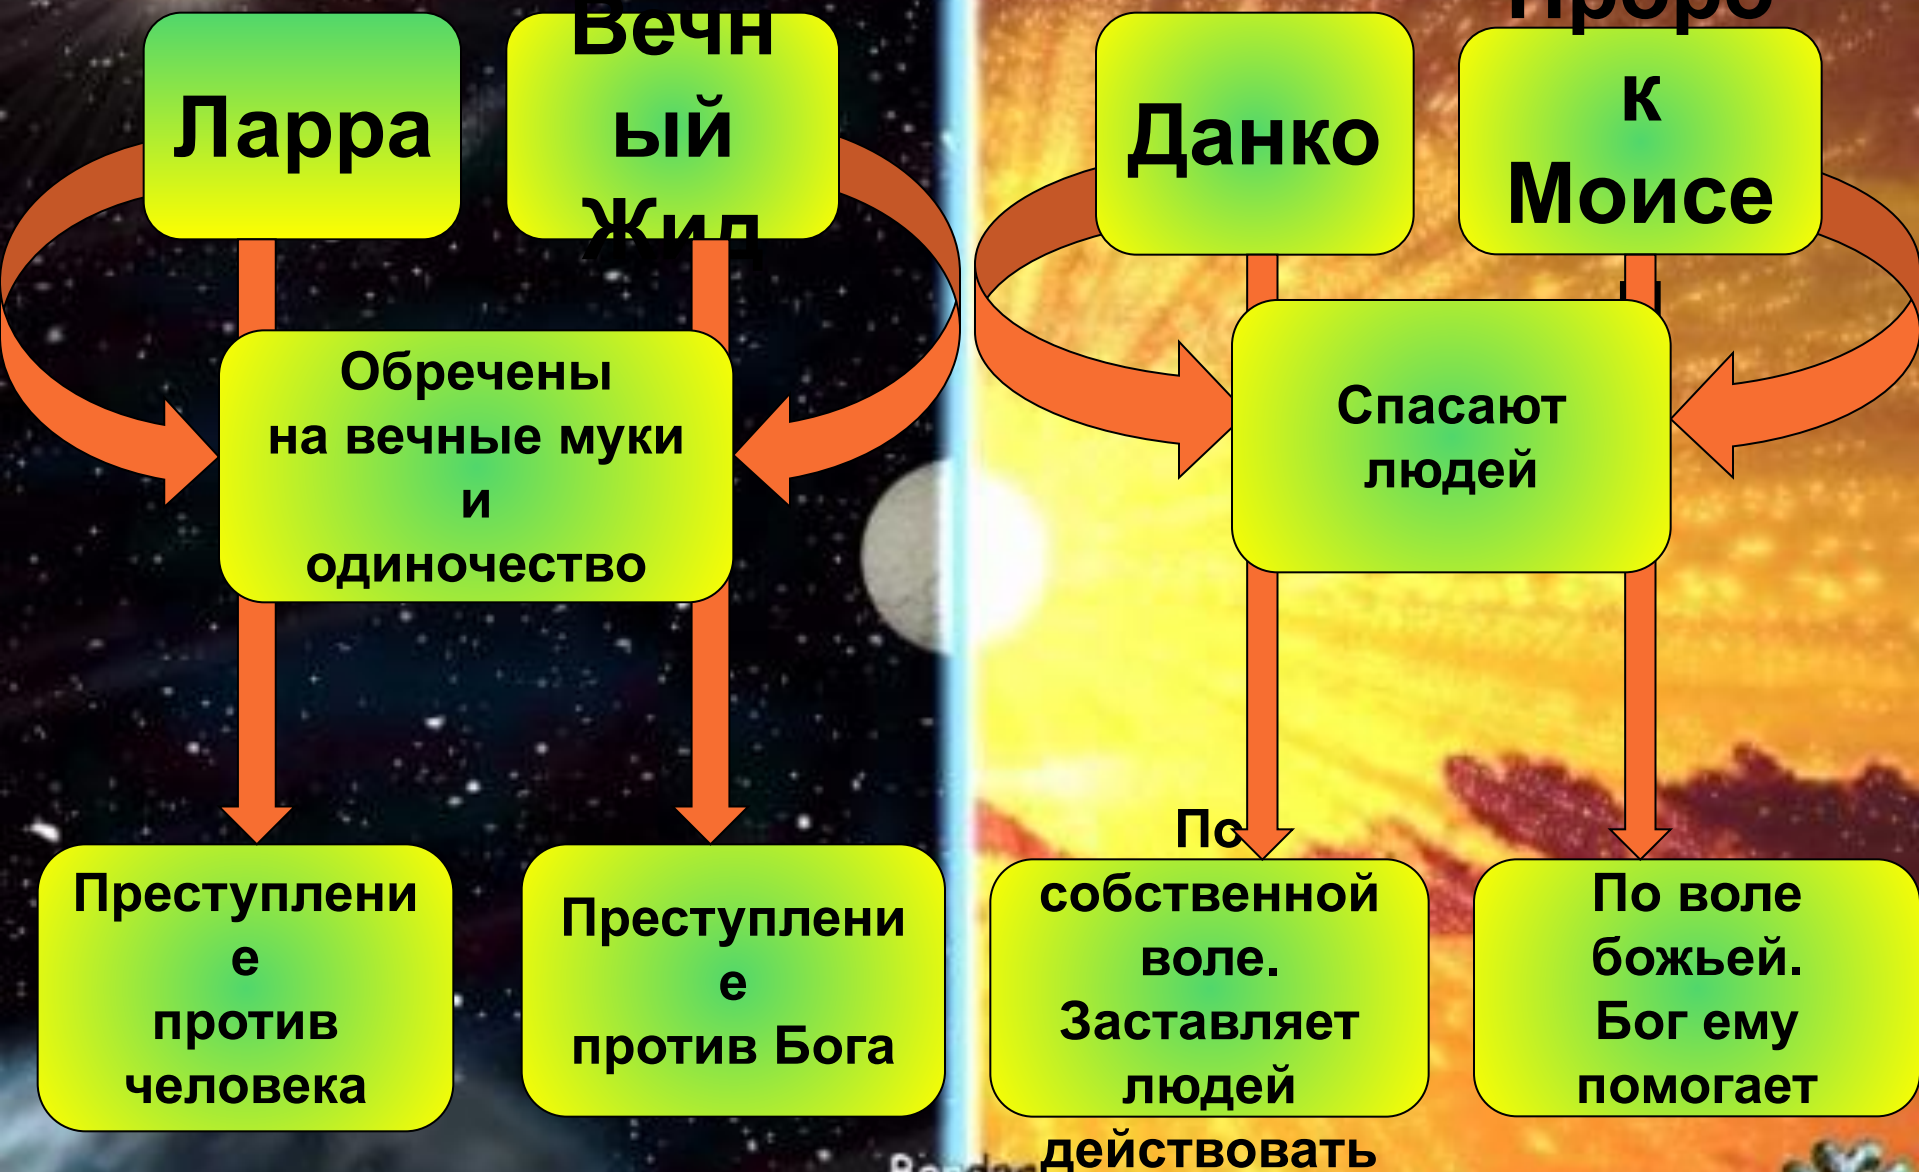 Ларра
Вечн
ый
Жид
Обречены
на вечные муки
и
одиночество
Преступлени
е
против
человека
Преступлени
е
против Бога
Данко
Проро
к
Моисе
Спасают
людей
По
собственной
воле.
Заставляет
людей
действовать
По воле
божьей.
Бог ему
помогает